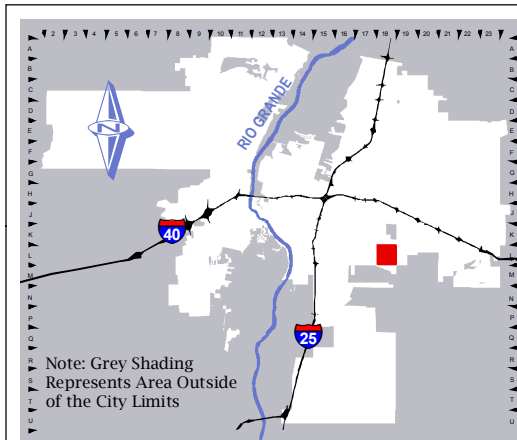 2 3 4 5 6 7 8 9 10 11 12 13 14 15 16 17 18 19 20 21 22 23
A A
B B
C C
D D
E E
F F
G G
H H
J J
K K
L L
M M
N N
P P
Q Q
R R
S S
T T
U U
N
RIO GRANDE
40
25
Note: Grey Shading
Represents Area Outside
of the City Limits